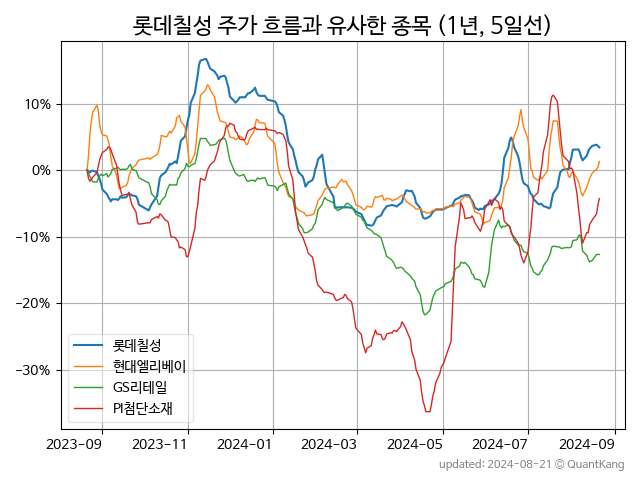 롯데칠성 주가 흐름과 유사한 종목 (1년, 5일선)
10%
0%
−10%
−20%
−30%
롯데칠성
현대엘리베이
GS리테일
PI첨단소재
2023-09
2023-11
2024-01
2024-03
2024-05
2024-07
2024-09
updated: 2024-08-21 © QuantKang